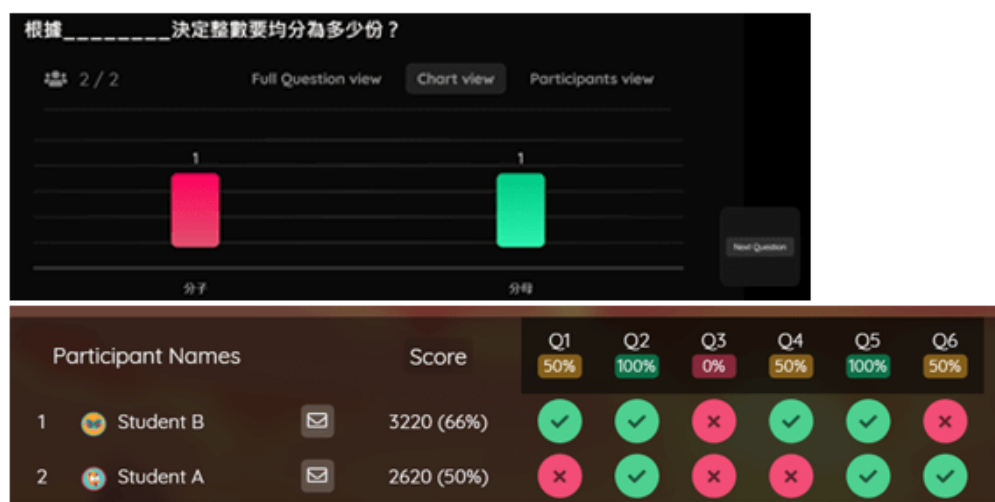 根據________決定整數要均分為多少份？
2 / 2 Full Question view Chart view Participants view
1 1
Next Question
分子 分母
Participant Names Score Q1 Q2 Q3 Q4 Q5 Q6
50% 100% 0% 50% 100% 50%
1 Student B 3220 (66%)
2 Student A 2620 (50%)